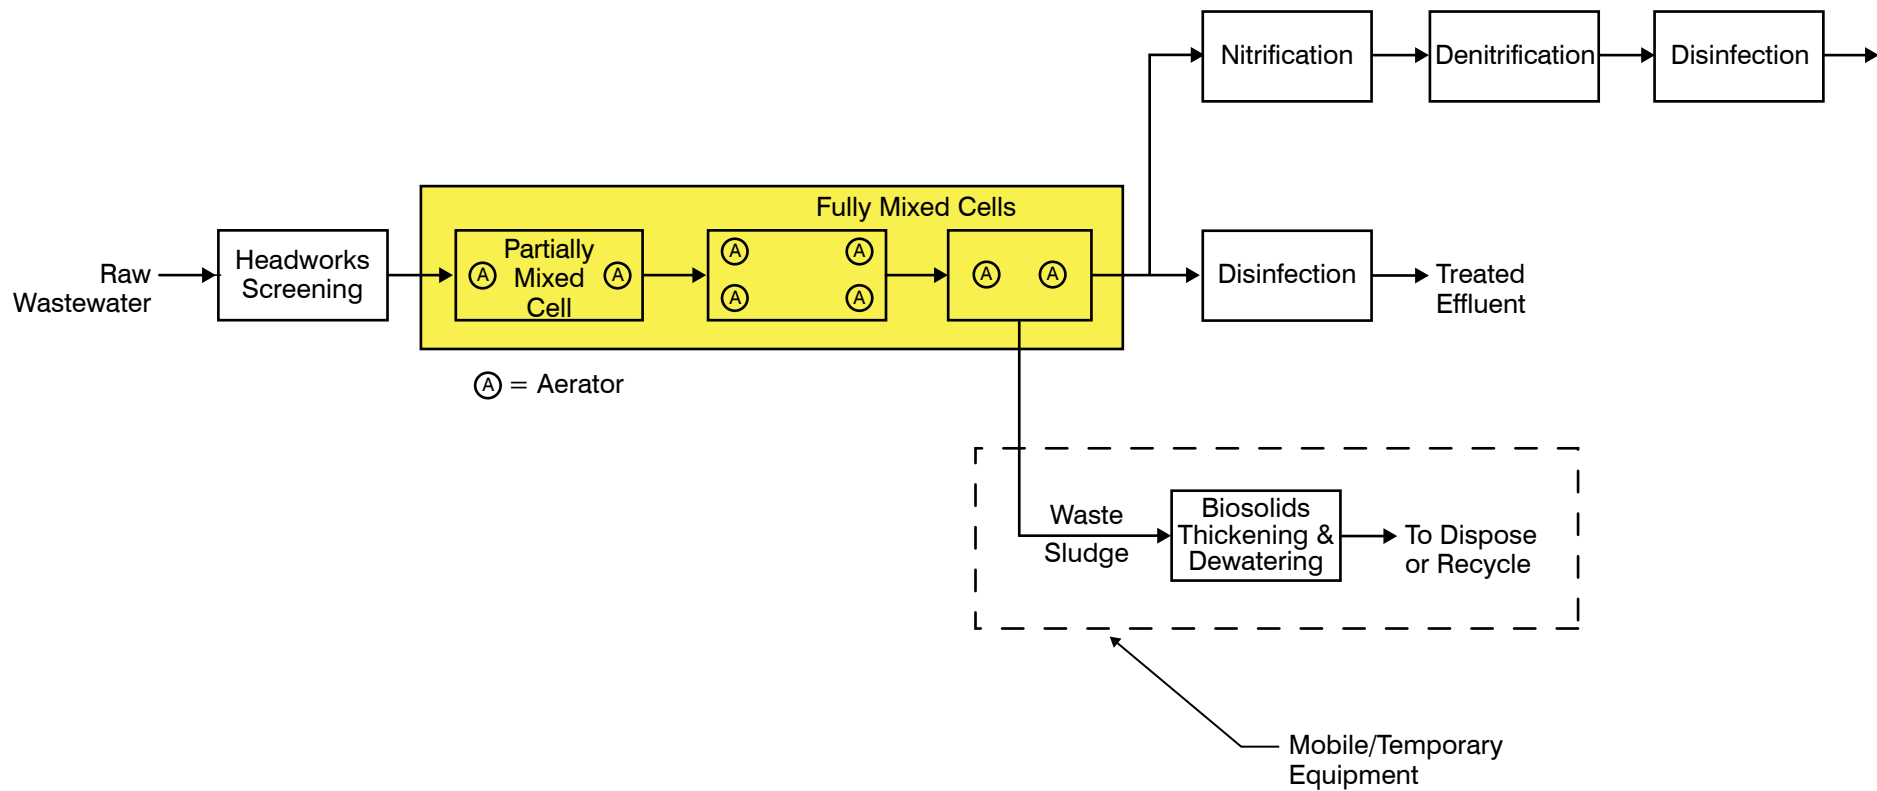 Nitrification
Denitrification
Disinfection
Fully Mixed Cells
Raw
Wastewater
Headworks
Screening
A
Partially
Mixed
Cell
A
A
A
A
A
A
A
Disinfection
Treated
Effluent
A = Aerator
Waste
Sludge
Biosolids
Thickening &
Dewatering
To Dispose
or Recycle
Mobile/Temporary
Equipment